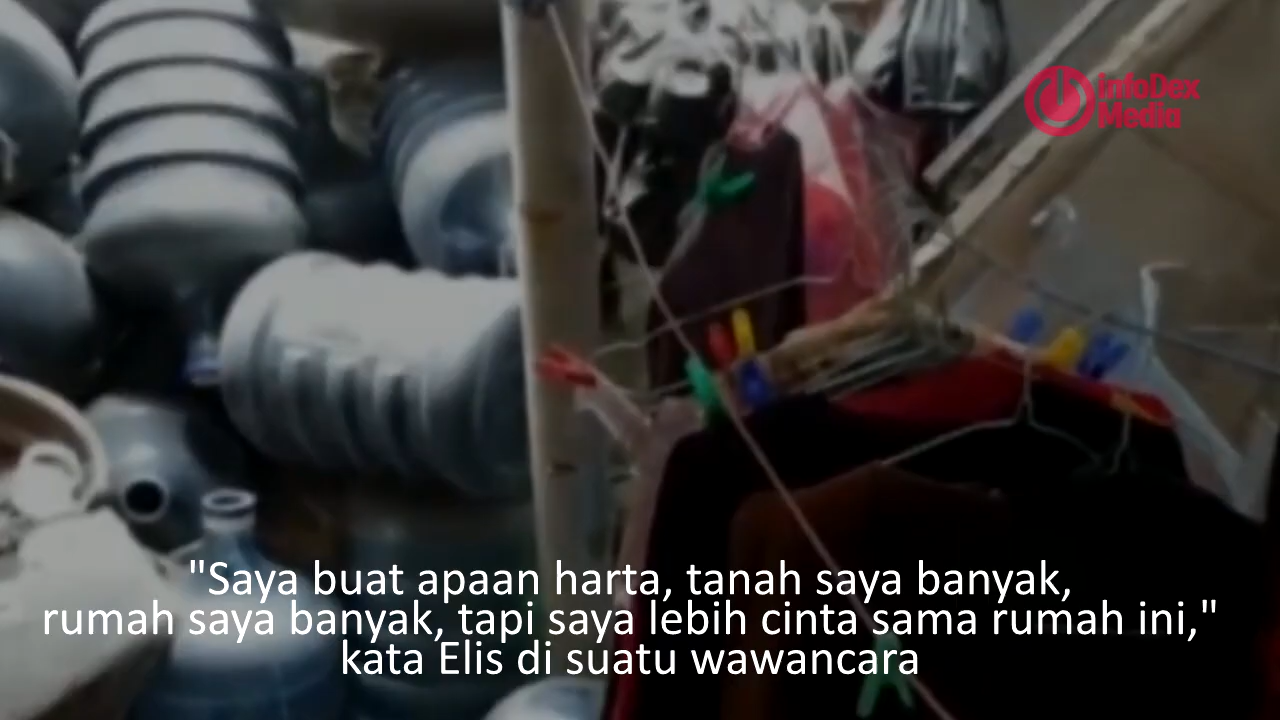 infoDex
Media
"Saya buat apaan harta, tanah saya banyak,
rumah saya banyak, tapi saya lebih cinta sama rumah ini,"
kata Elis di suatu wawancara